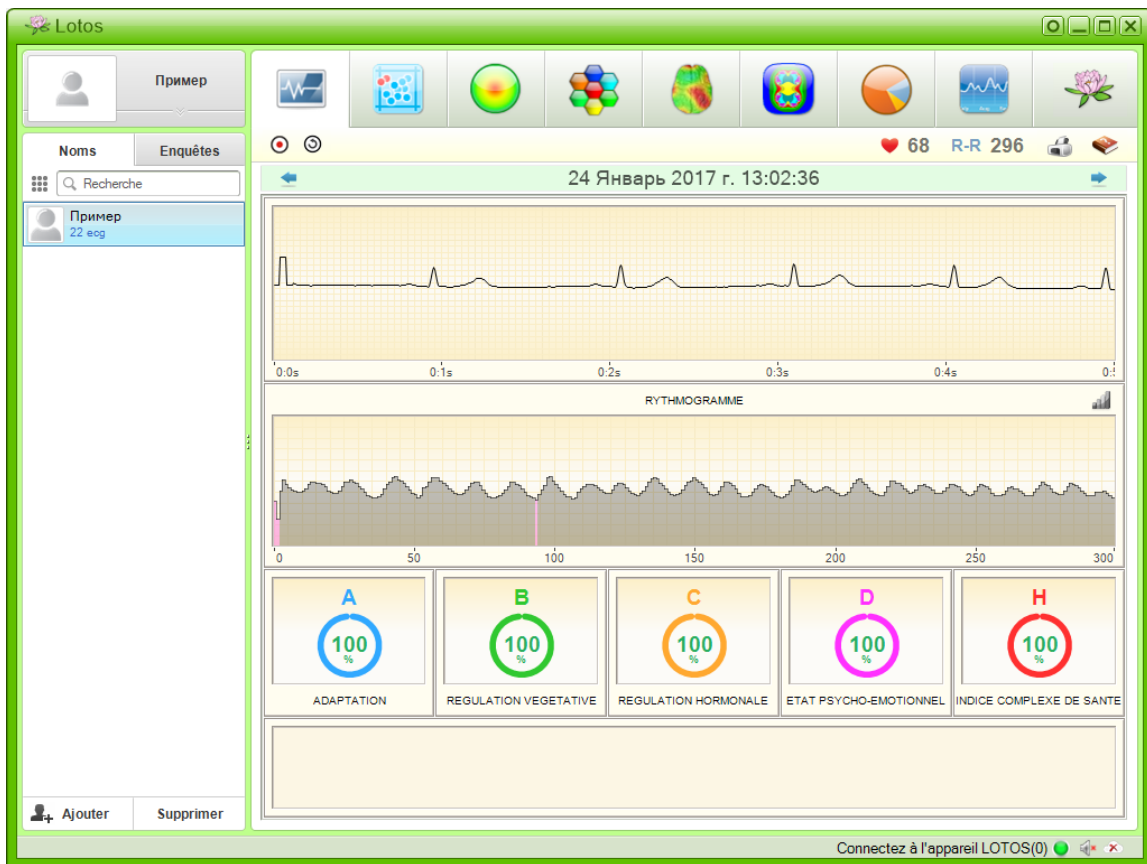 Lotos
Пример
Noms
Enquêtes
Recherche
Пример
22 ecg
Ajouter
Supprimer
68 R-R 296
24 Январь 2017 г. 13:02:36
0:0s 0:1s 0:2s 0:3s 0:4s
RYTHMOGRAMME
0 50 100 150 200 250 300
A B C D H
100 100 100 100 100
% % % % %
ADAPTATION
REGULATION VEGETATIVE
REGULATION HORMONALE
ETAT PSYCHO-EMOTIONNEL
INDICE COMPLEXE DE SANTE
Connectez à l'appareil LOTOS(0)